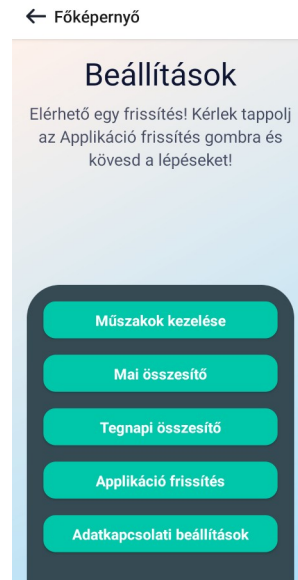 Főképernyő
Beállítások
Elérhető egy frissítés! Kérlek tappolj
az Applikáció frissítés gombra és
kövesd a lépéseket!
Műszakok kezelése
Mai összesítő
Tegnapi összesítő
Applikáció frissítés
Adatkapcsolati beállítások